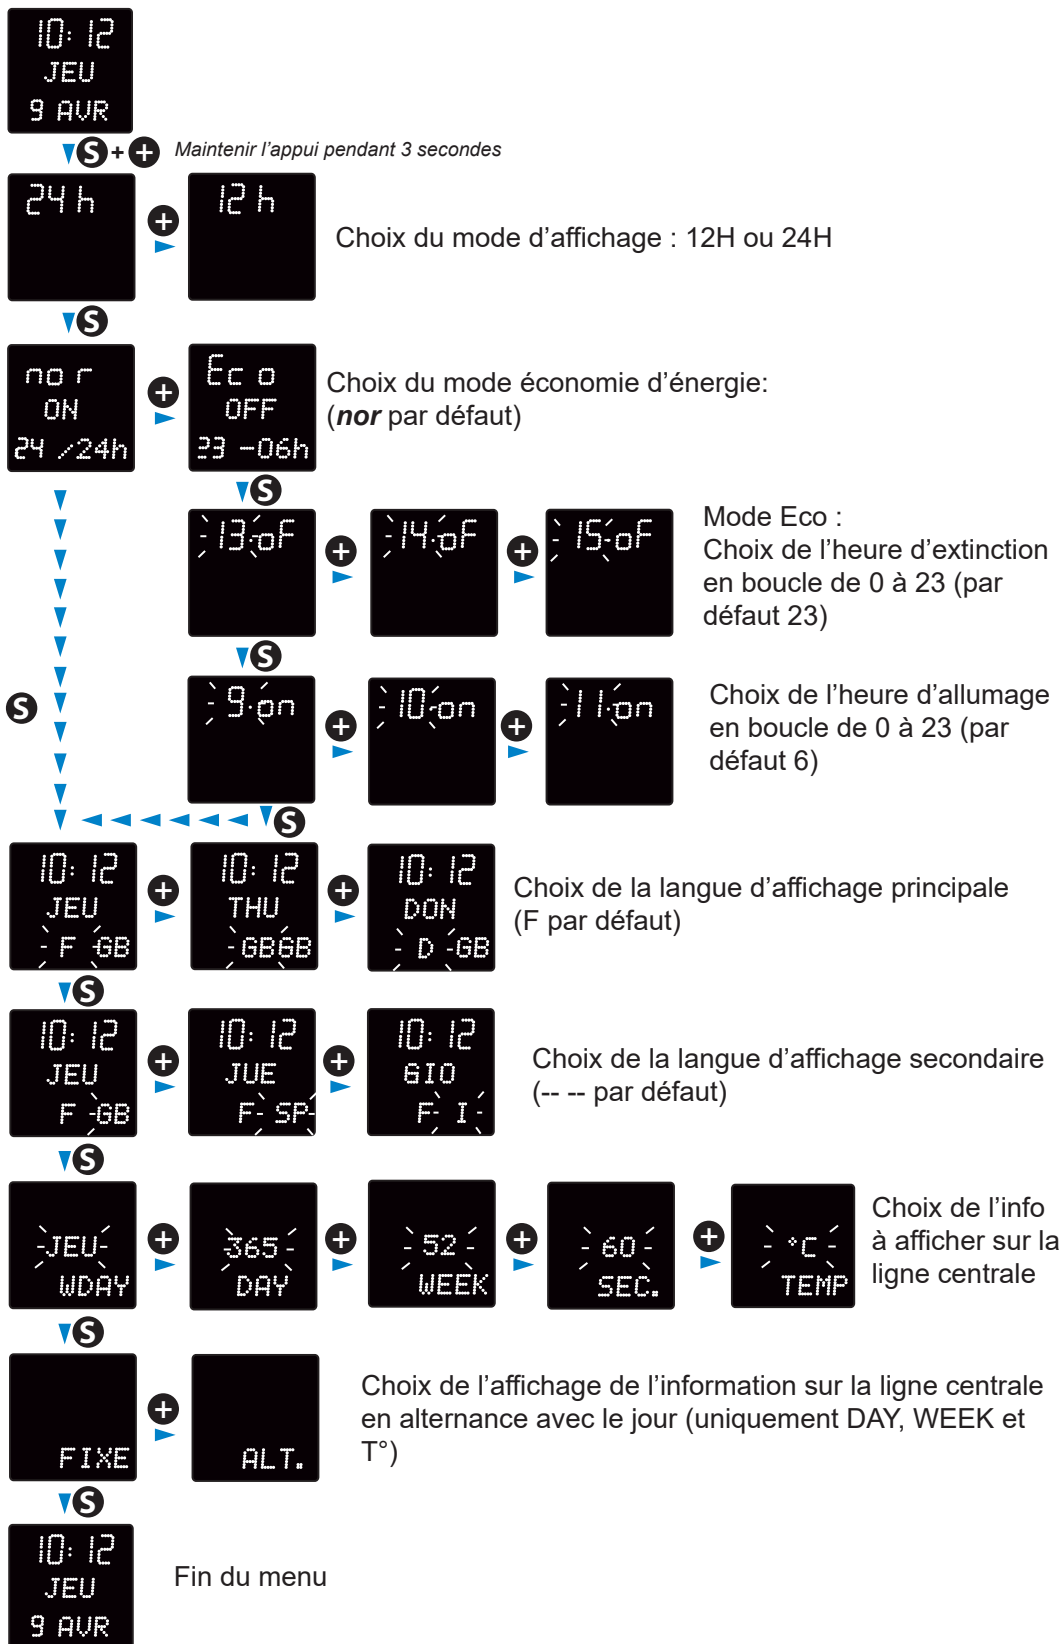 10: 12
JEU
9 AVR
S + + Maintenir l’appui pendant 3 secondes
24 h + 12 h
Choix du mode d’affichage : 12H ou 24H
S
nor
ON
24 /24h
+
Eco
OFF
23 -06h
Choix du mode économie d’énergie:
(nor par défaut)
S
13.oF + 14.oF + 15.oF
Mode Eco :
Choix de l’heure d’extinction
en boucle de 0 à 23 (par
défaut 23)
S
S
9.on + 10.on + 11.on
Choix de l’heure d’allumage
en boucle de 0 à 23 (par
défaut 6)
S
10: 12
JEU
F GB
+
10: 12
THU
GBGB
+
10: 12
DON
D GB
Choix de la langue d’affichage principale
(F par défaut)
S
10: 12
JEU
F GB
+
10: 12
JUE
F SP
+
10: 12
GIO
F I
Choix de la langue d’affichage secondaire
(-- -- par défaut)
S
JEU
WDAY
+
365
DAY
+
52
WEEK
+
60
SEC.
+
°C
TEMP
Choix de l’info
à afficher sur la
ligne centrale
S
FIXE
+
ALT.
Choix de l’affichage de l’information sur la ligne centrale
en alternance avec le jour (uniquement DAY, WEEK et
T°)
S
10: 12
JEU
9 AVR
Fin du menu